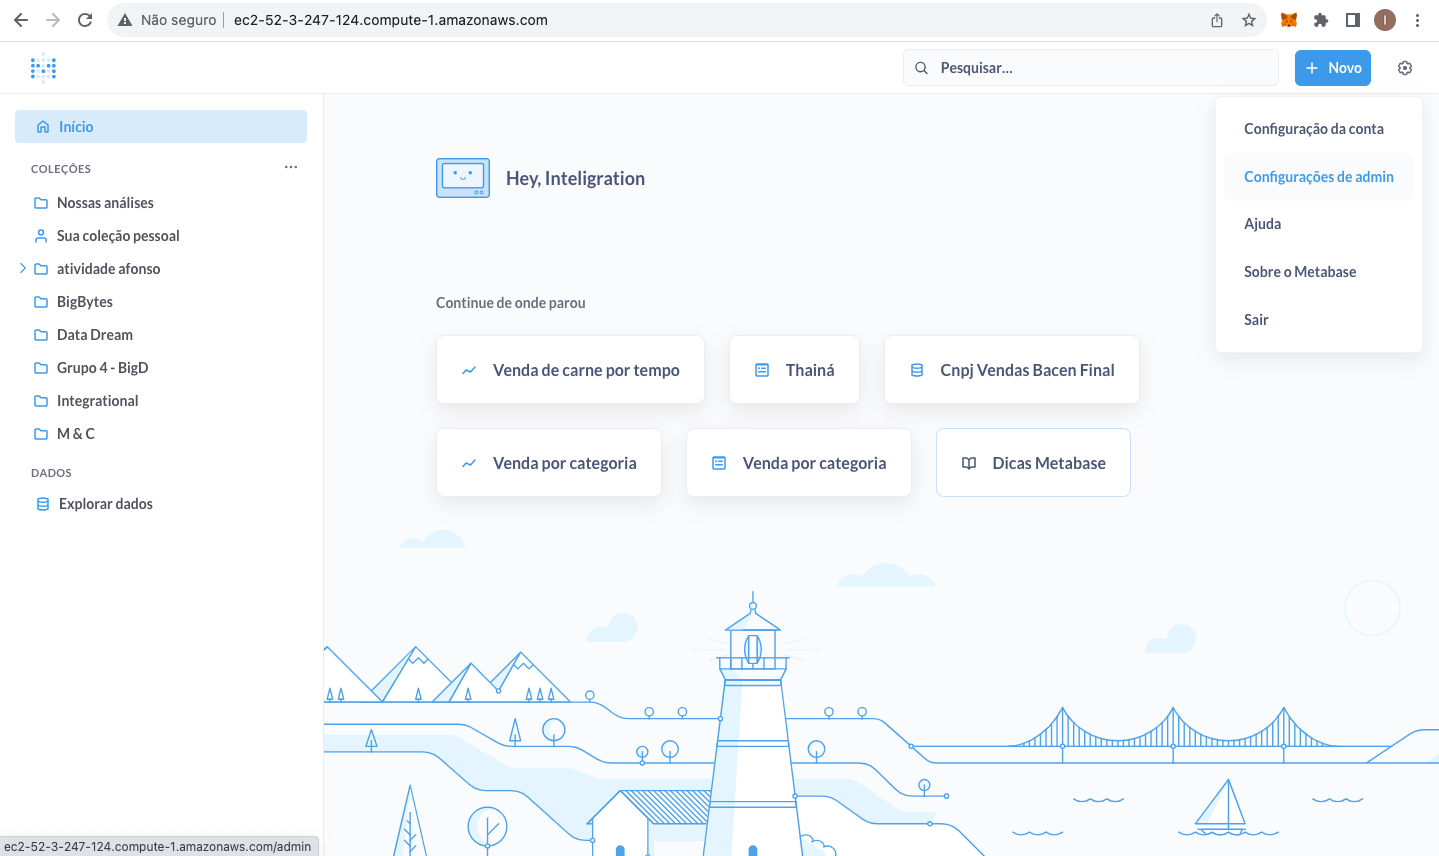 Não seguro
ec2-52-3-247-124.compute-1.amazonaws.com
I
Pesquisar...
Novo
Início
COLEÇÕES
Nossas análises
Sua coleção pessoal
atividade afonso
BigBytes
Data Dream
Grupo 4 - BigD
Integrational
M & C
DADOS
Explorar dados
Hey, Inteligration
Continue de onde parou
Venda de carne por tempo
Thainá
Cnpj Vendas Bacen Final
Venda por categoria
Venda por categoria
Dicas Metabase
Configuração da conta
Configurações de admin
Ajuda
Sobre o Metabase
Sair
ec2-52-3-247-124.compute-1.amazonaws.com/admin